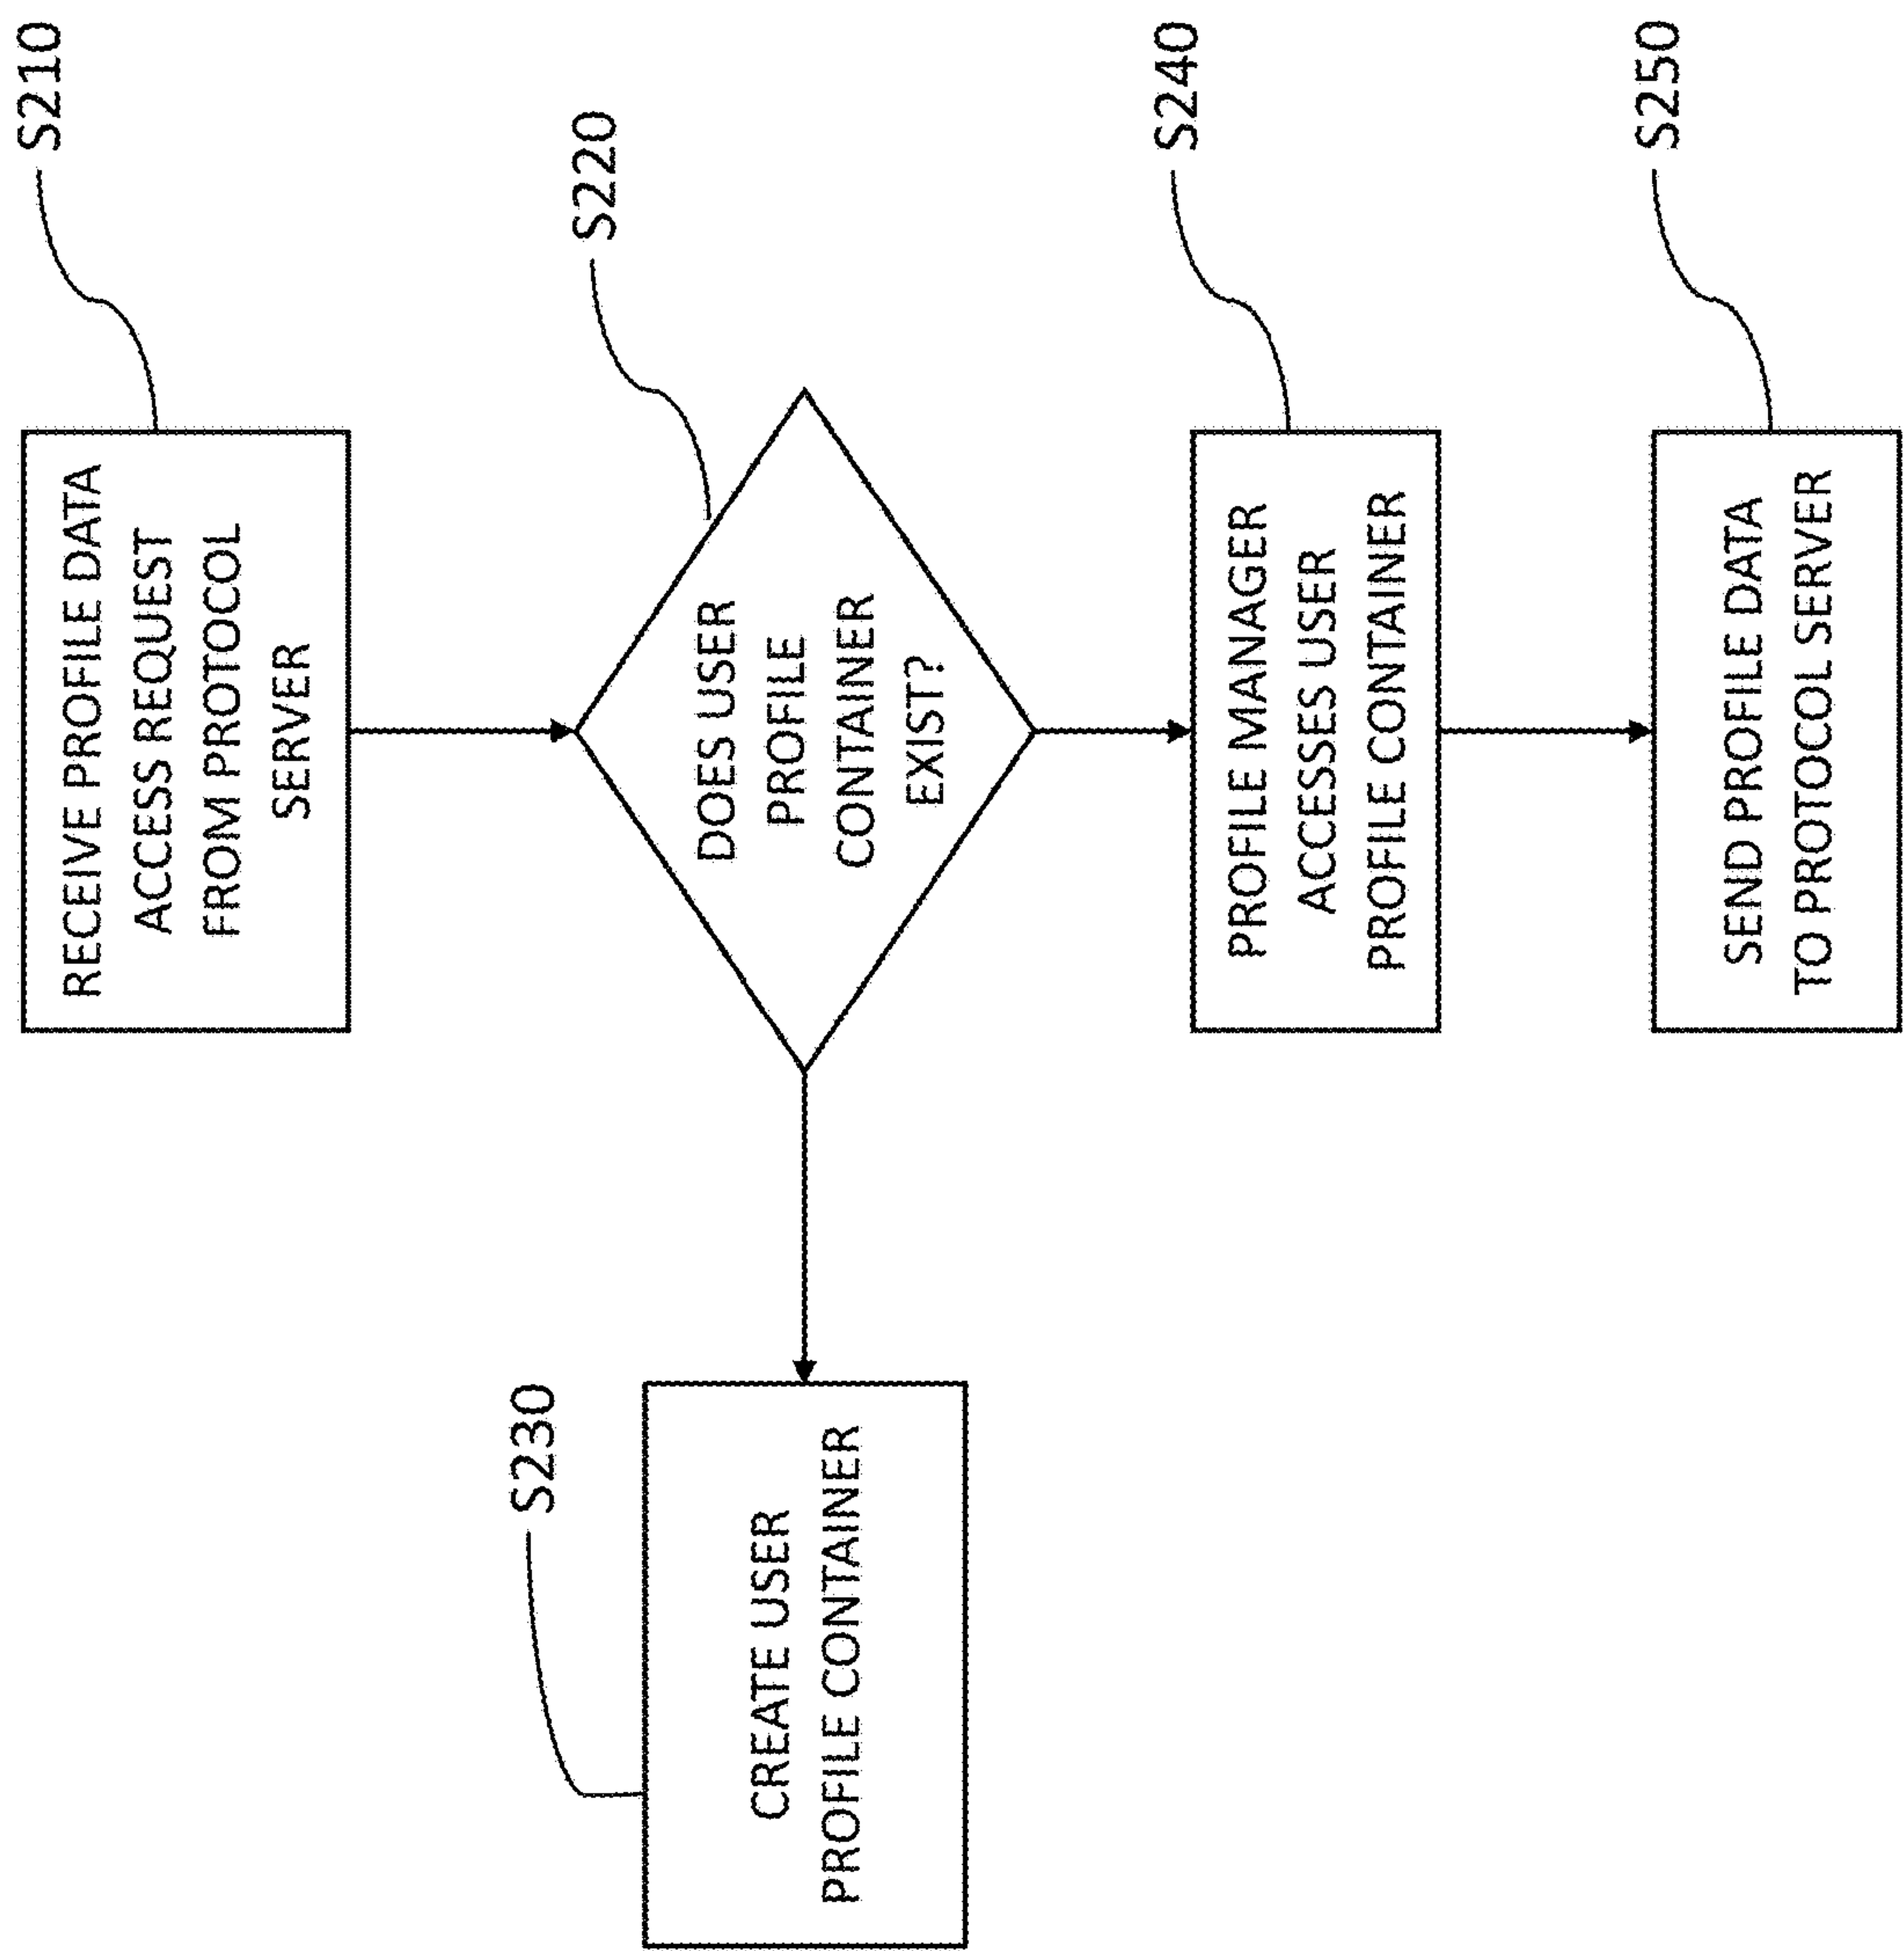 RECEIVE PROFILE DATA
ACCESS REQUEST
FROM PROTOCOL
SERVER
S210
DOES USER
PROFILE
CONTAINER
EXIST?
S220
CREATE USER
PROFILE CONTAINER
S230
PROFILE MANAGER
ACCESSES USER
PROFILE CONTAINER
S240
SEND PROFILE DATA
TO PROTOCOL SERVER
S250